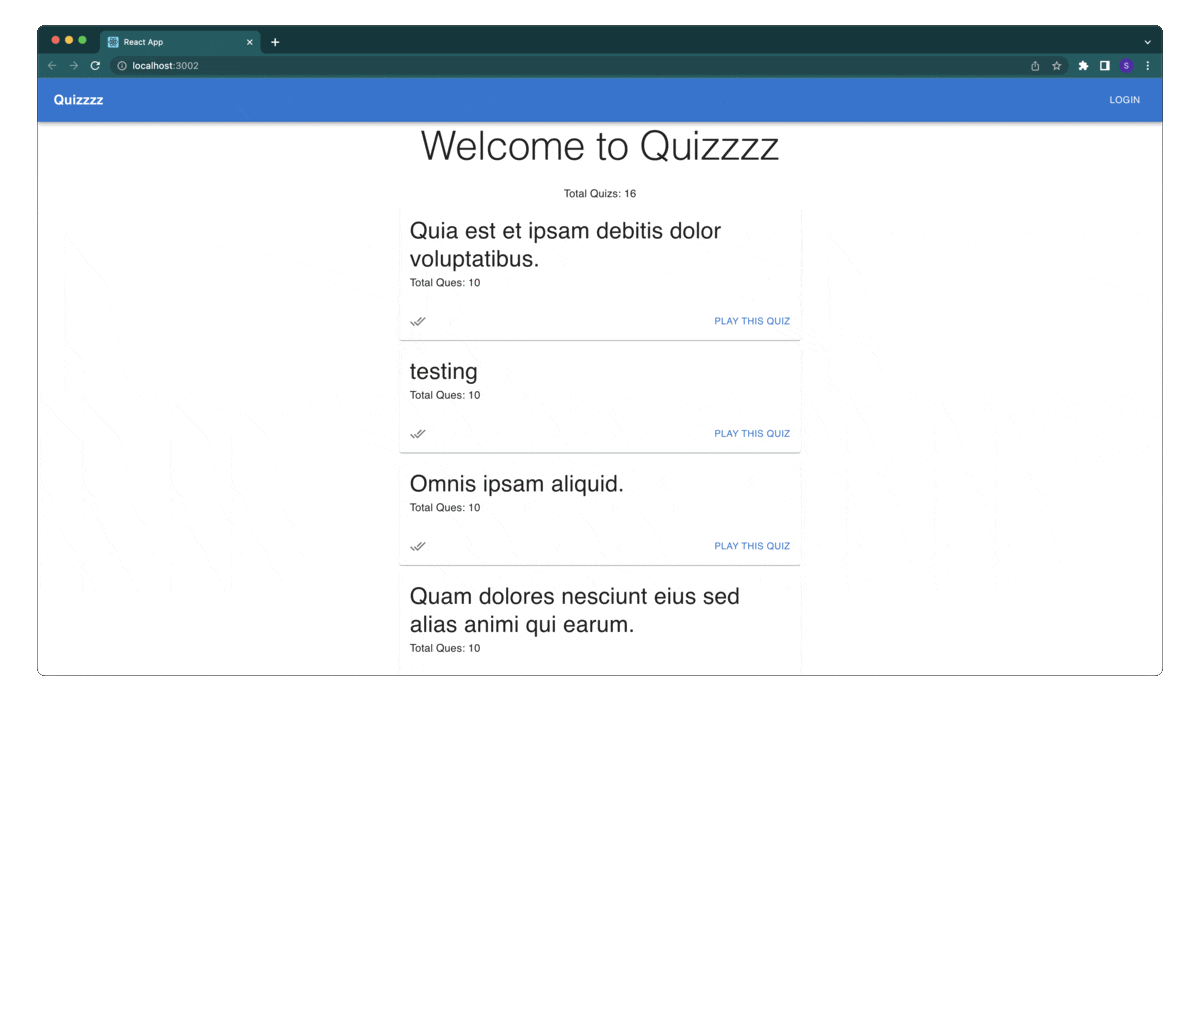 React App
localhost:3002
S
Quizzzz
LOGIN
Welcome to Quizzzz
Total Quizs: 16
Quia est et ipsam debitis dolor
voluptatibus.
Total Ques: 10
PLAY THIS QUIZ
testing
Total Ques: 10
PLAY THIS QUIZ
Omnis ipsam aliquid.
Total Ques: 10
PLAY THIS QUIZ
Quam dolores nesciunt eius sed
alias animi qui earum.
Total Ques: 10